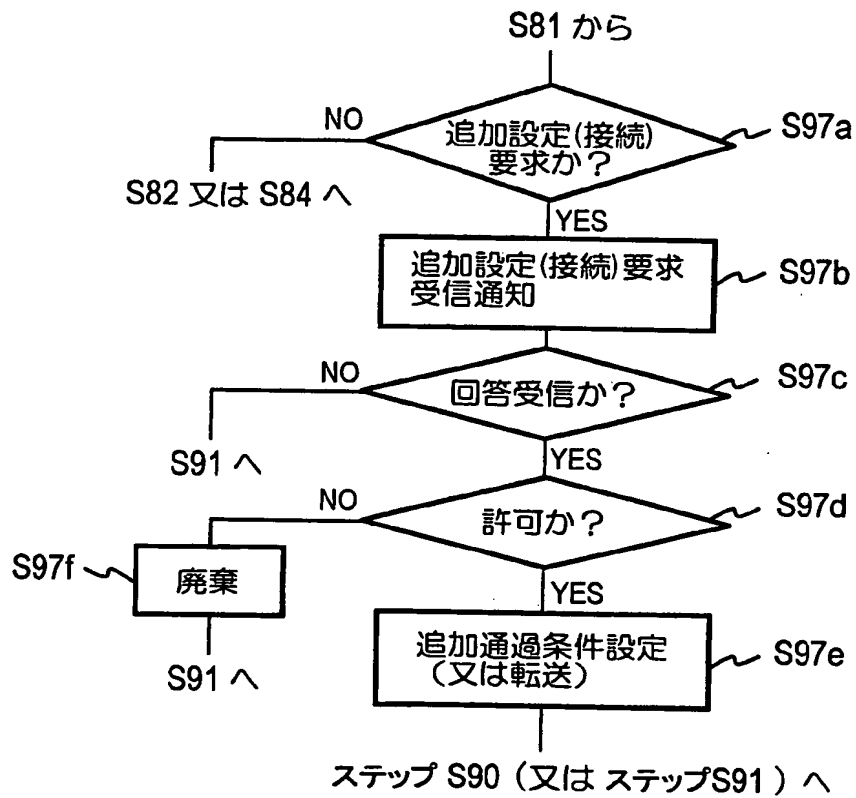 S81 から
NO
追加設定(接続)
要求か?
S97a
S82 又は S84 へ
YES
追加設定(接続)要求
受信通知
S97b
NO
回答受信か?
S97c
S91 へ
YES
NO
許可か?
S97d
S97f
廃棄
YES
S91 へ
追加通過条件設定
(又は転送)
S97e
ステップ S90 (又は ステップS91 ) へ